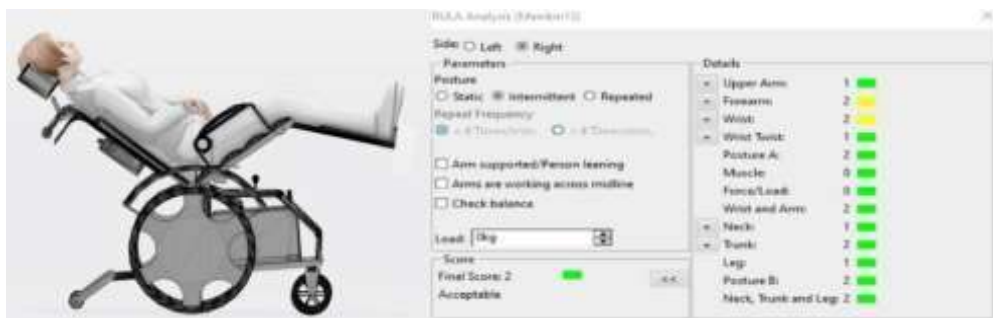 RULA Analysis (Manikin1)
Side: Left Right
Parameters
Posture
Static Intermittent Repeated
Repeat Frequency
Arm supported/Person leaning
Arms are working across midline
Check balance
Load: 0kg
Score
Final Score: 2 <<
Acceptable
Details
Upper Arm: 1
Forearm: 2
Wrist: 2
Wrist Twist: 1
Posture A: 2
Muscle: 0
Force/Load: 0
Wrist and Arm: 2
Neck: 1
Trunk: 2
Leg: 1
Posture B: 2
Neck, Trunk and Leg: 2